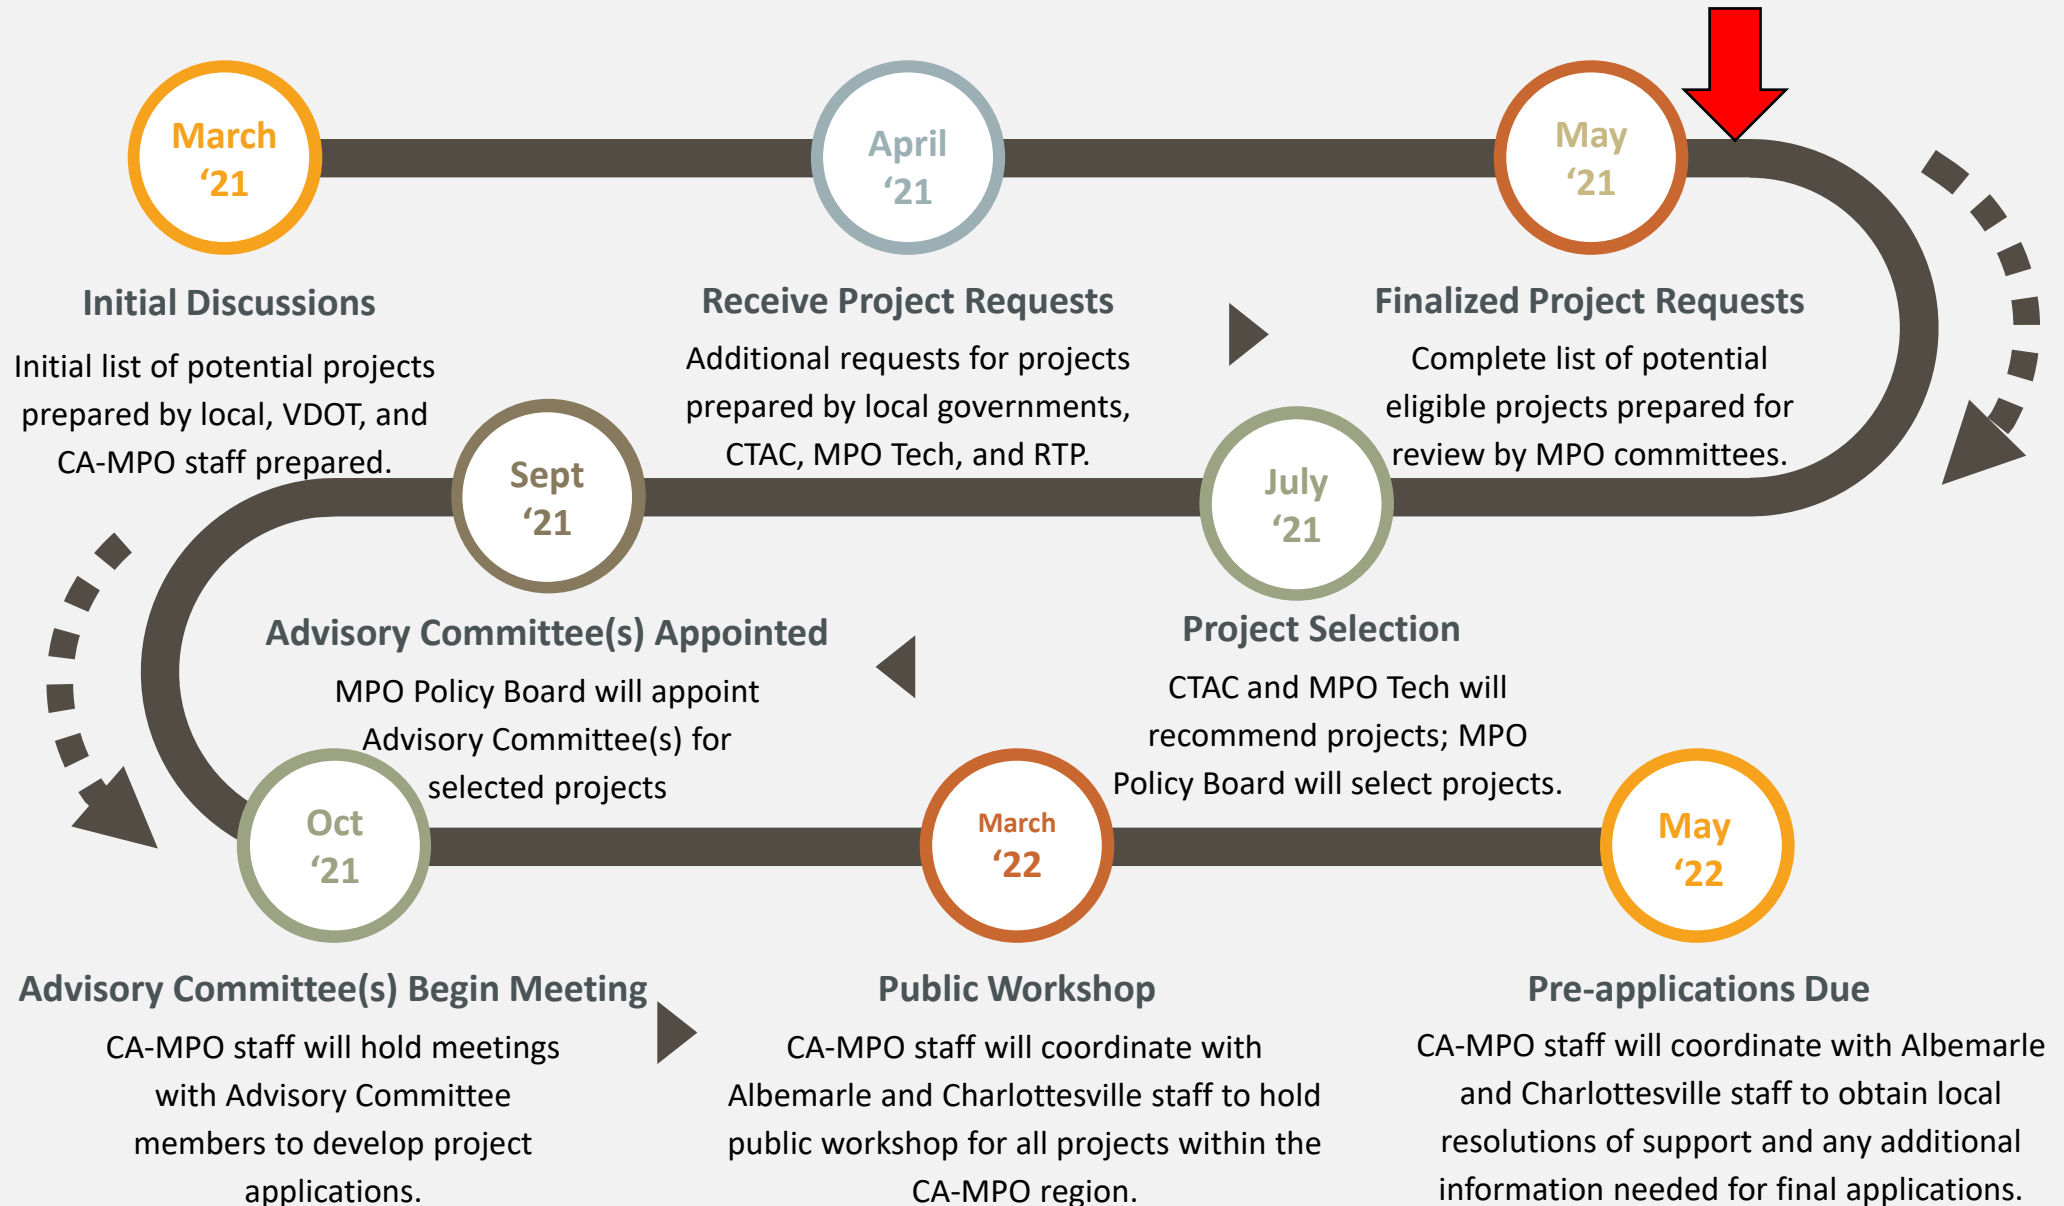 March
‘21
Initial Discussions
Initial list of potential projects
prepared by local, VDOT, and
CA-MPO staff prepared.
April
‘21
Receive Project Requests
Additional requests for projects
prepared by local governments,
CTAC, MPO Tech, and RTP.
May
‘21
Finalized Project Requests
Complete list of potential
eligible projects prepared for
review by MPO committees.
July
‘21
Project Selection
CTAC and MPO Tech will
recommend projects; MPO
Policy Board will select projects.
Sept
‘21
Advisory Committee(s) Appointed
MPO Policy Board will appoint
Advisory Committee(s) for
selected projects
Oct
‘21
Advisory Committee(s) Begin Meeting
CA-MPO staff will hold meetings
with Advisory Committee
members to develop project
applications.
March
‘22
Public Workshop
CA-MPO staff will coordinate with
Albemarle and Charlottesville staff to hold
public workshop for all projects within the
CA-MPO region.
May
‘22
Pre-applications Due
CA-MPO staff will coordinate with Albemarle
and Charlottesville staff to obtain local
resolutions of support and any additional
information needed for final applications.